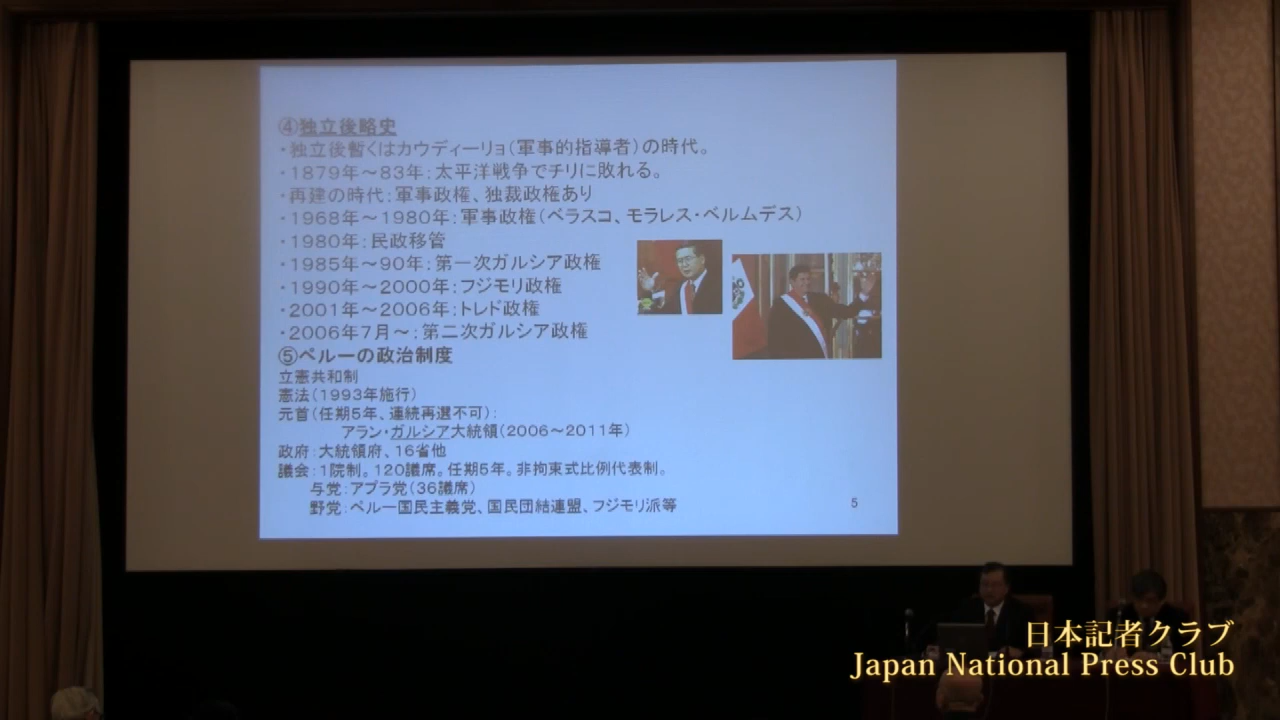 ④独立後略史
・独立後暫くはカウディーリョ(軍事的指導者)の時代。
・1879年～83年:太平洋戦争でチリに敗れる。
・再建の時代:軍事政権、独裁政権あり
・1968年～1980年:軍事政権(ベラスコ、モラレス・ベルムデス)
・1980年:民政移管
・1985年～90年:第一次ガルシア政権
・1990年～2000年:フジモリ政権
・2001年～2006年:トレド政権
・2006年7月～:第二次ガルシア政権
⑤ペルーの政治制度
立憲共和制
憲法(1993年施行)
元首(任期5年、連続再選不可):
アラン・ガルシア大統領(2006～2011年)
政府:大統領府、16省他
議会:1院制。120議席。任期5年。非拘束式比例代表制。
与党:アプラ党(36議席)
野党:ペルー国民主義党、国民団結連盟、フジモリ派等
5
日本記者クラブ
Japan National Press Club